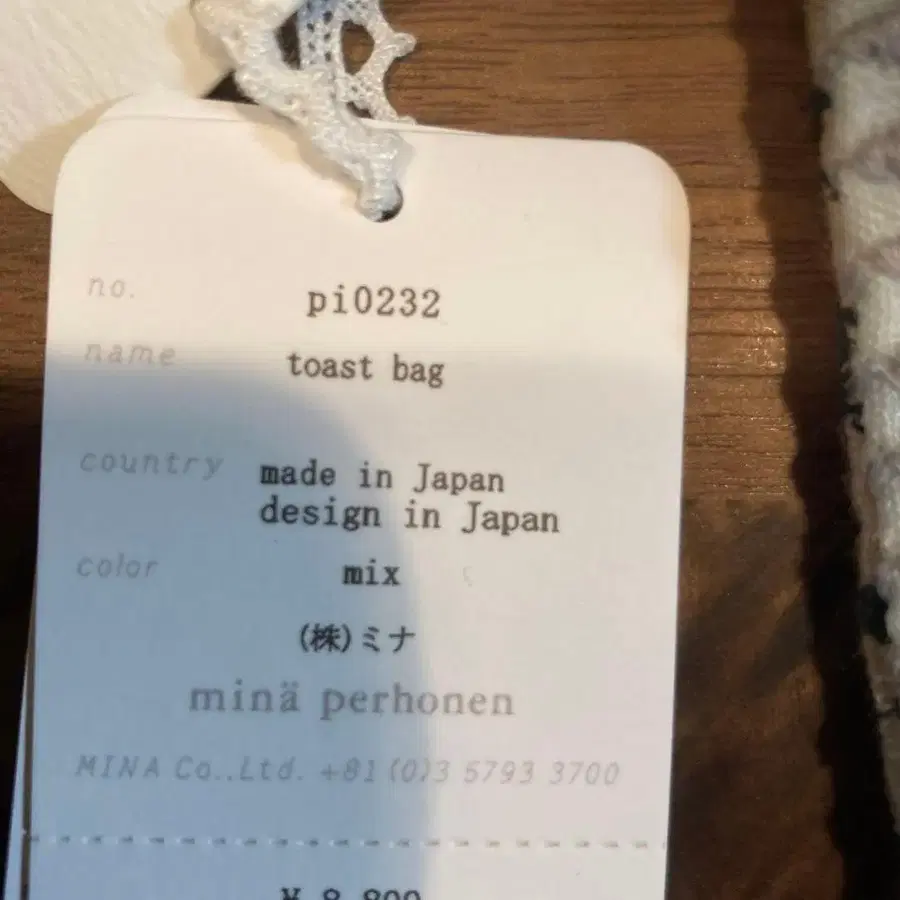 no. pi0232
name toast bag
country made in Japan
design in Japan
color mix
(株)ミナ
minä perhonen
MINA Co.,Ltd. +81 (0)3 5793 3700